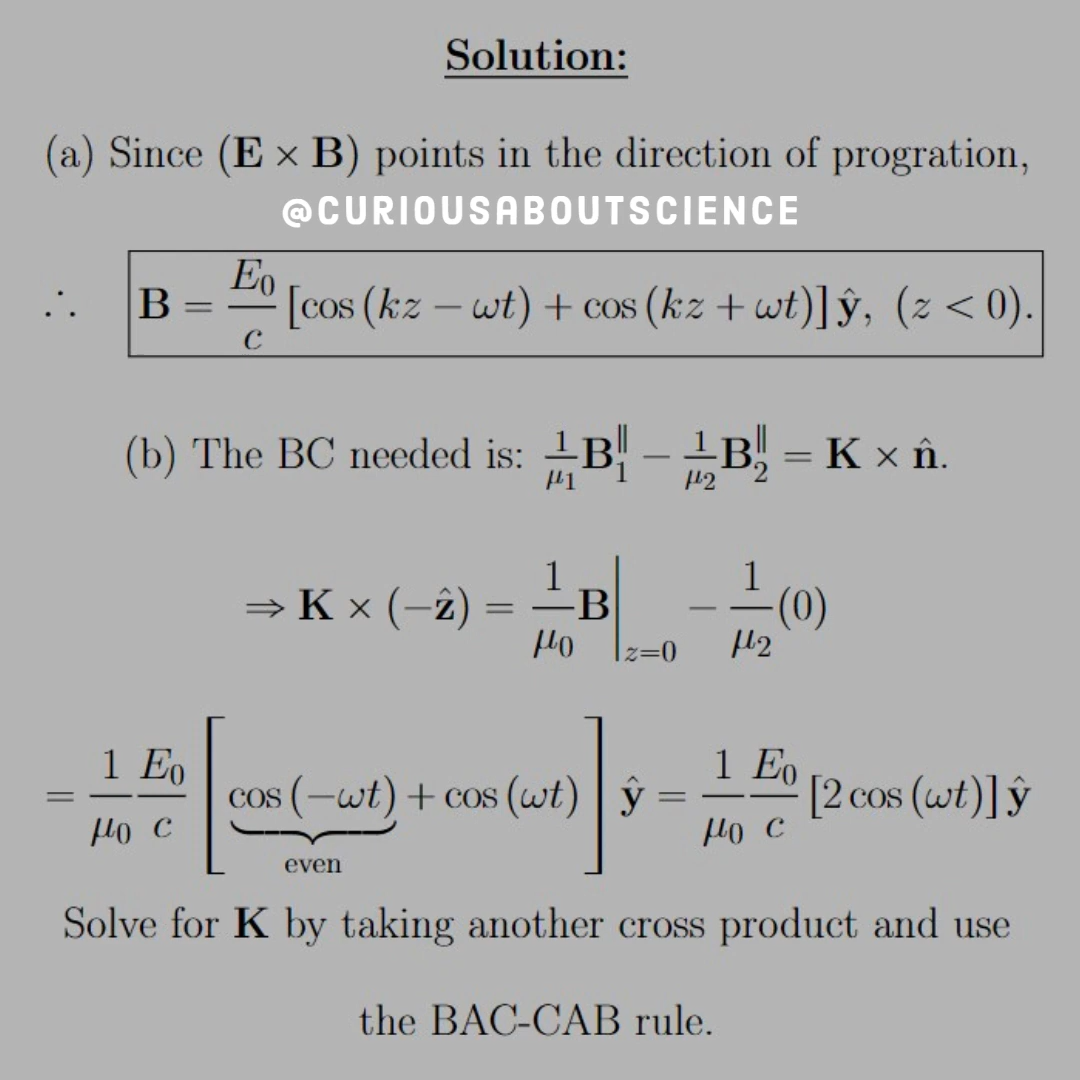 Solution:
(a) Since (𝐄 × 𝐁) points in the direction of progration,
@CURIOUSABOUTSCIENCE
∴ 𝐁 = E₀/c [cos (kz − ωt) + cos (kz + ωt)] ŷ, (z < 0).
(b) The BC needed is: 1/μ₁ 𝐁₁^∥ − 1/μ₂ 𝐁₂^∥ = 𝐊 × n̂.
⇒ 𝐊 × (−ẑ) = 1/μ₀ 𝐁|_{z=0} − 1/μ₂ (0)
= 1/μ₀ E₀/c [cos (−ωt) + cos (ωt)] ŷ = 1/μ₀ E₀/c [2 cos (ωt)] ŷ
even
Solve for 𝐊 by taking another cross product and use
the BAC-CAB rule.